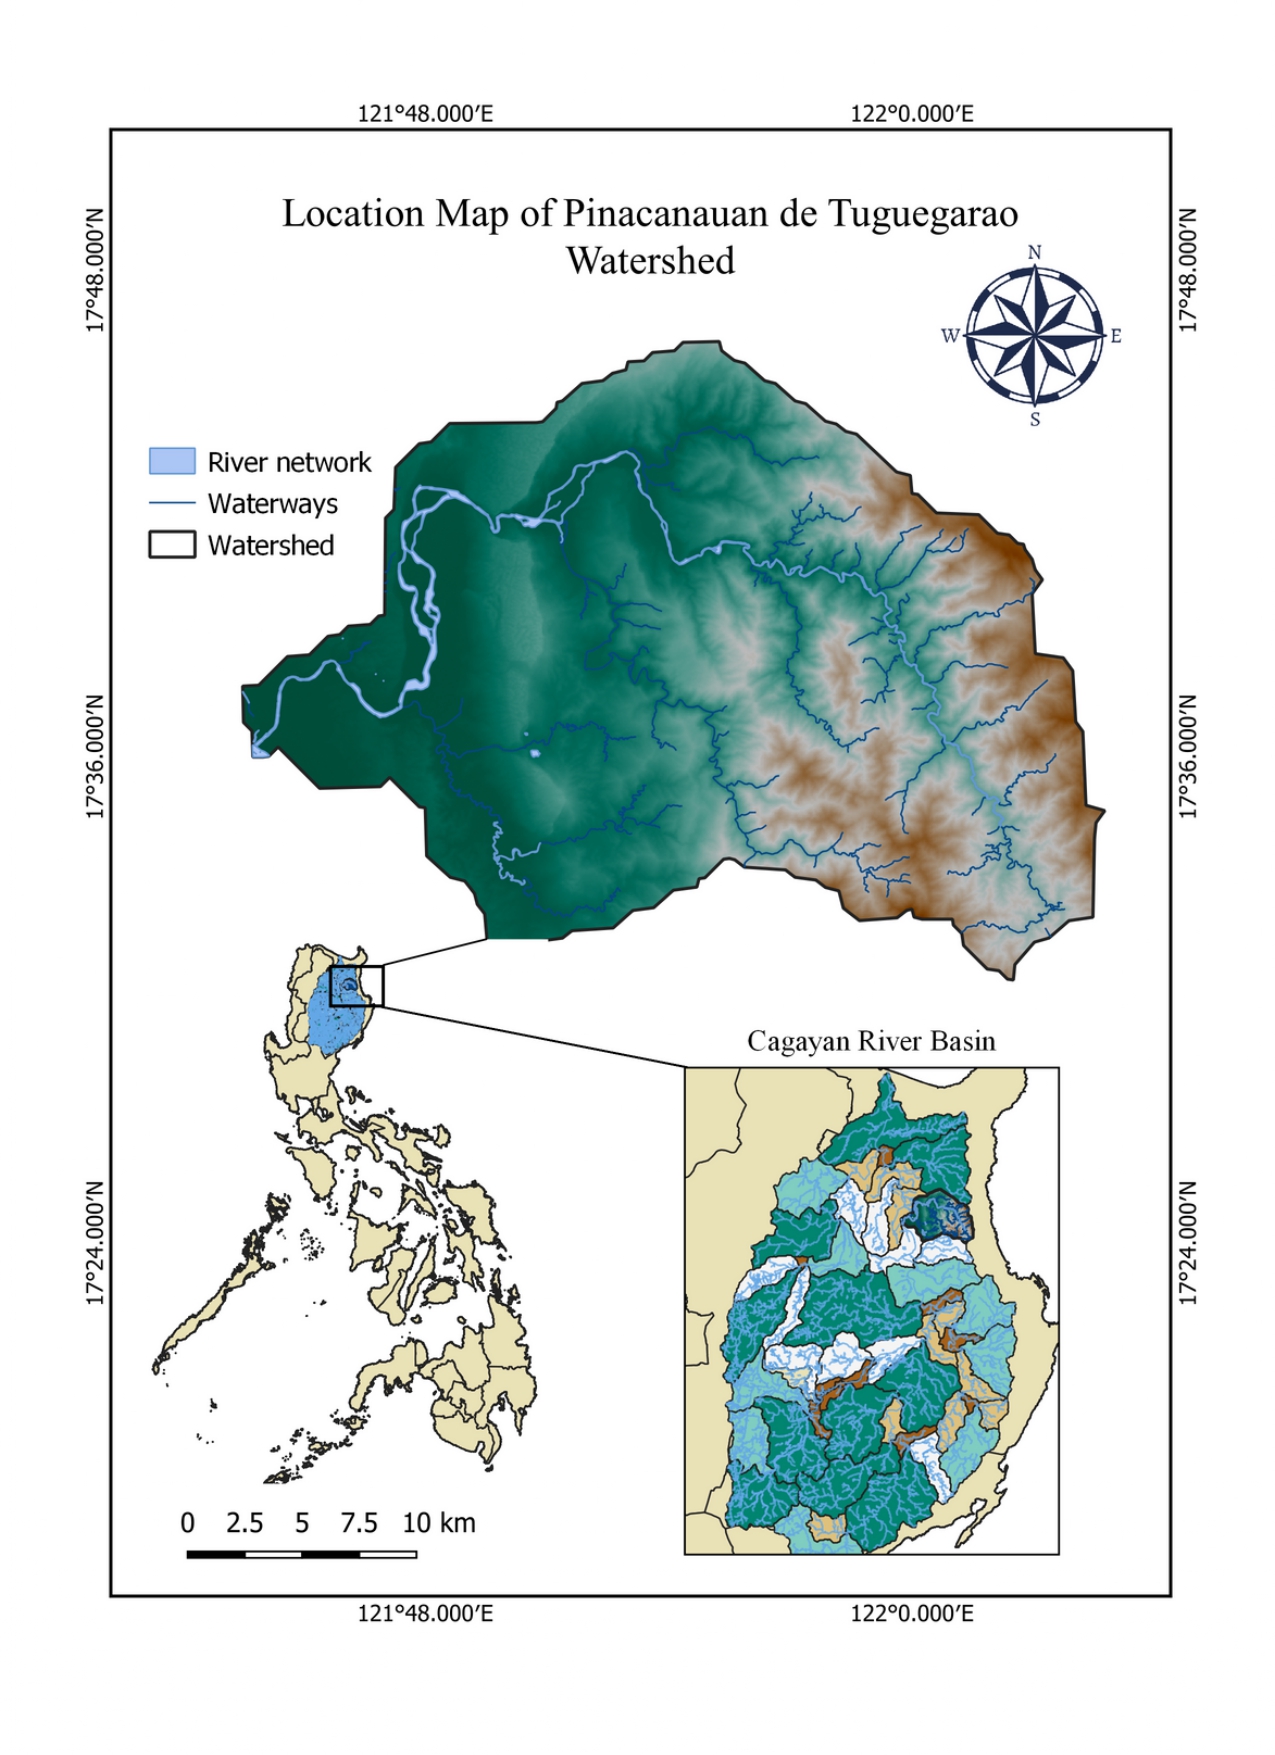 121°48.000′E
122°0.000′E
17°48.000′N
17°48.000′N
Location Map of Pinacanauan de Tuguegarao
Watershed
N
W
E
S
River network
Waterways
Watershed
17°36.000′N
17°36.000′N
Cagayan River Basin
17°24.000′N
17°24.000′N
0 2.5 5 7.5 10 km
121°48.000′E
122°0.000′E